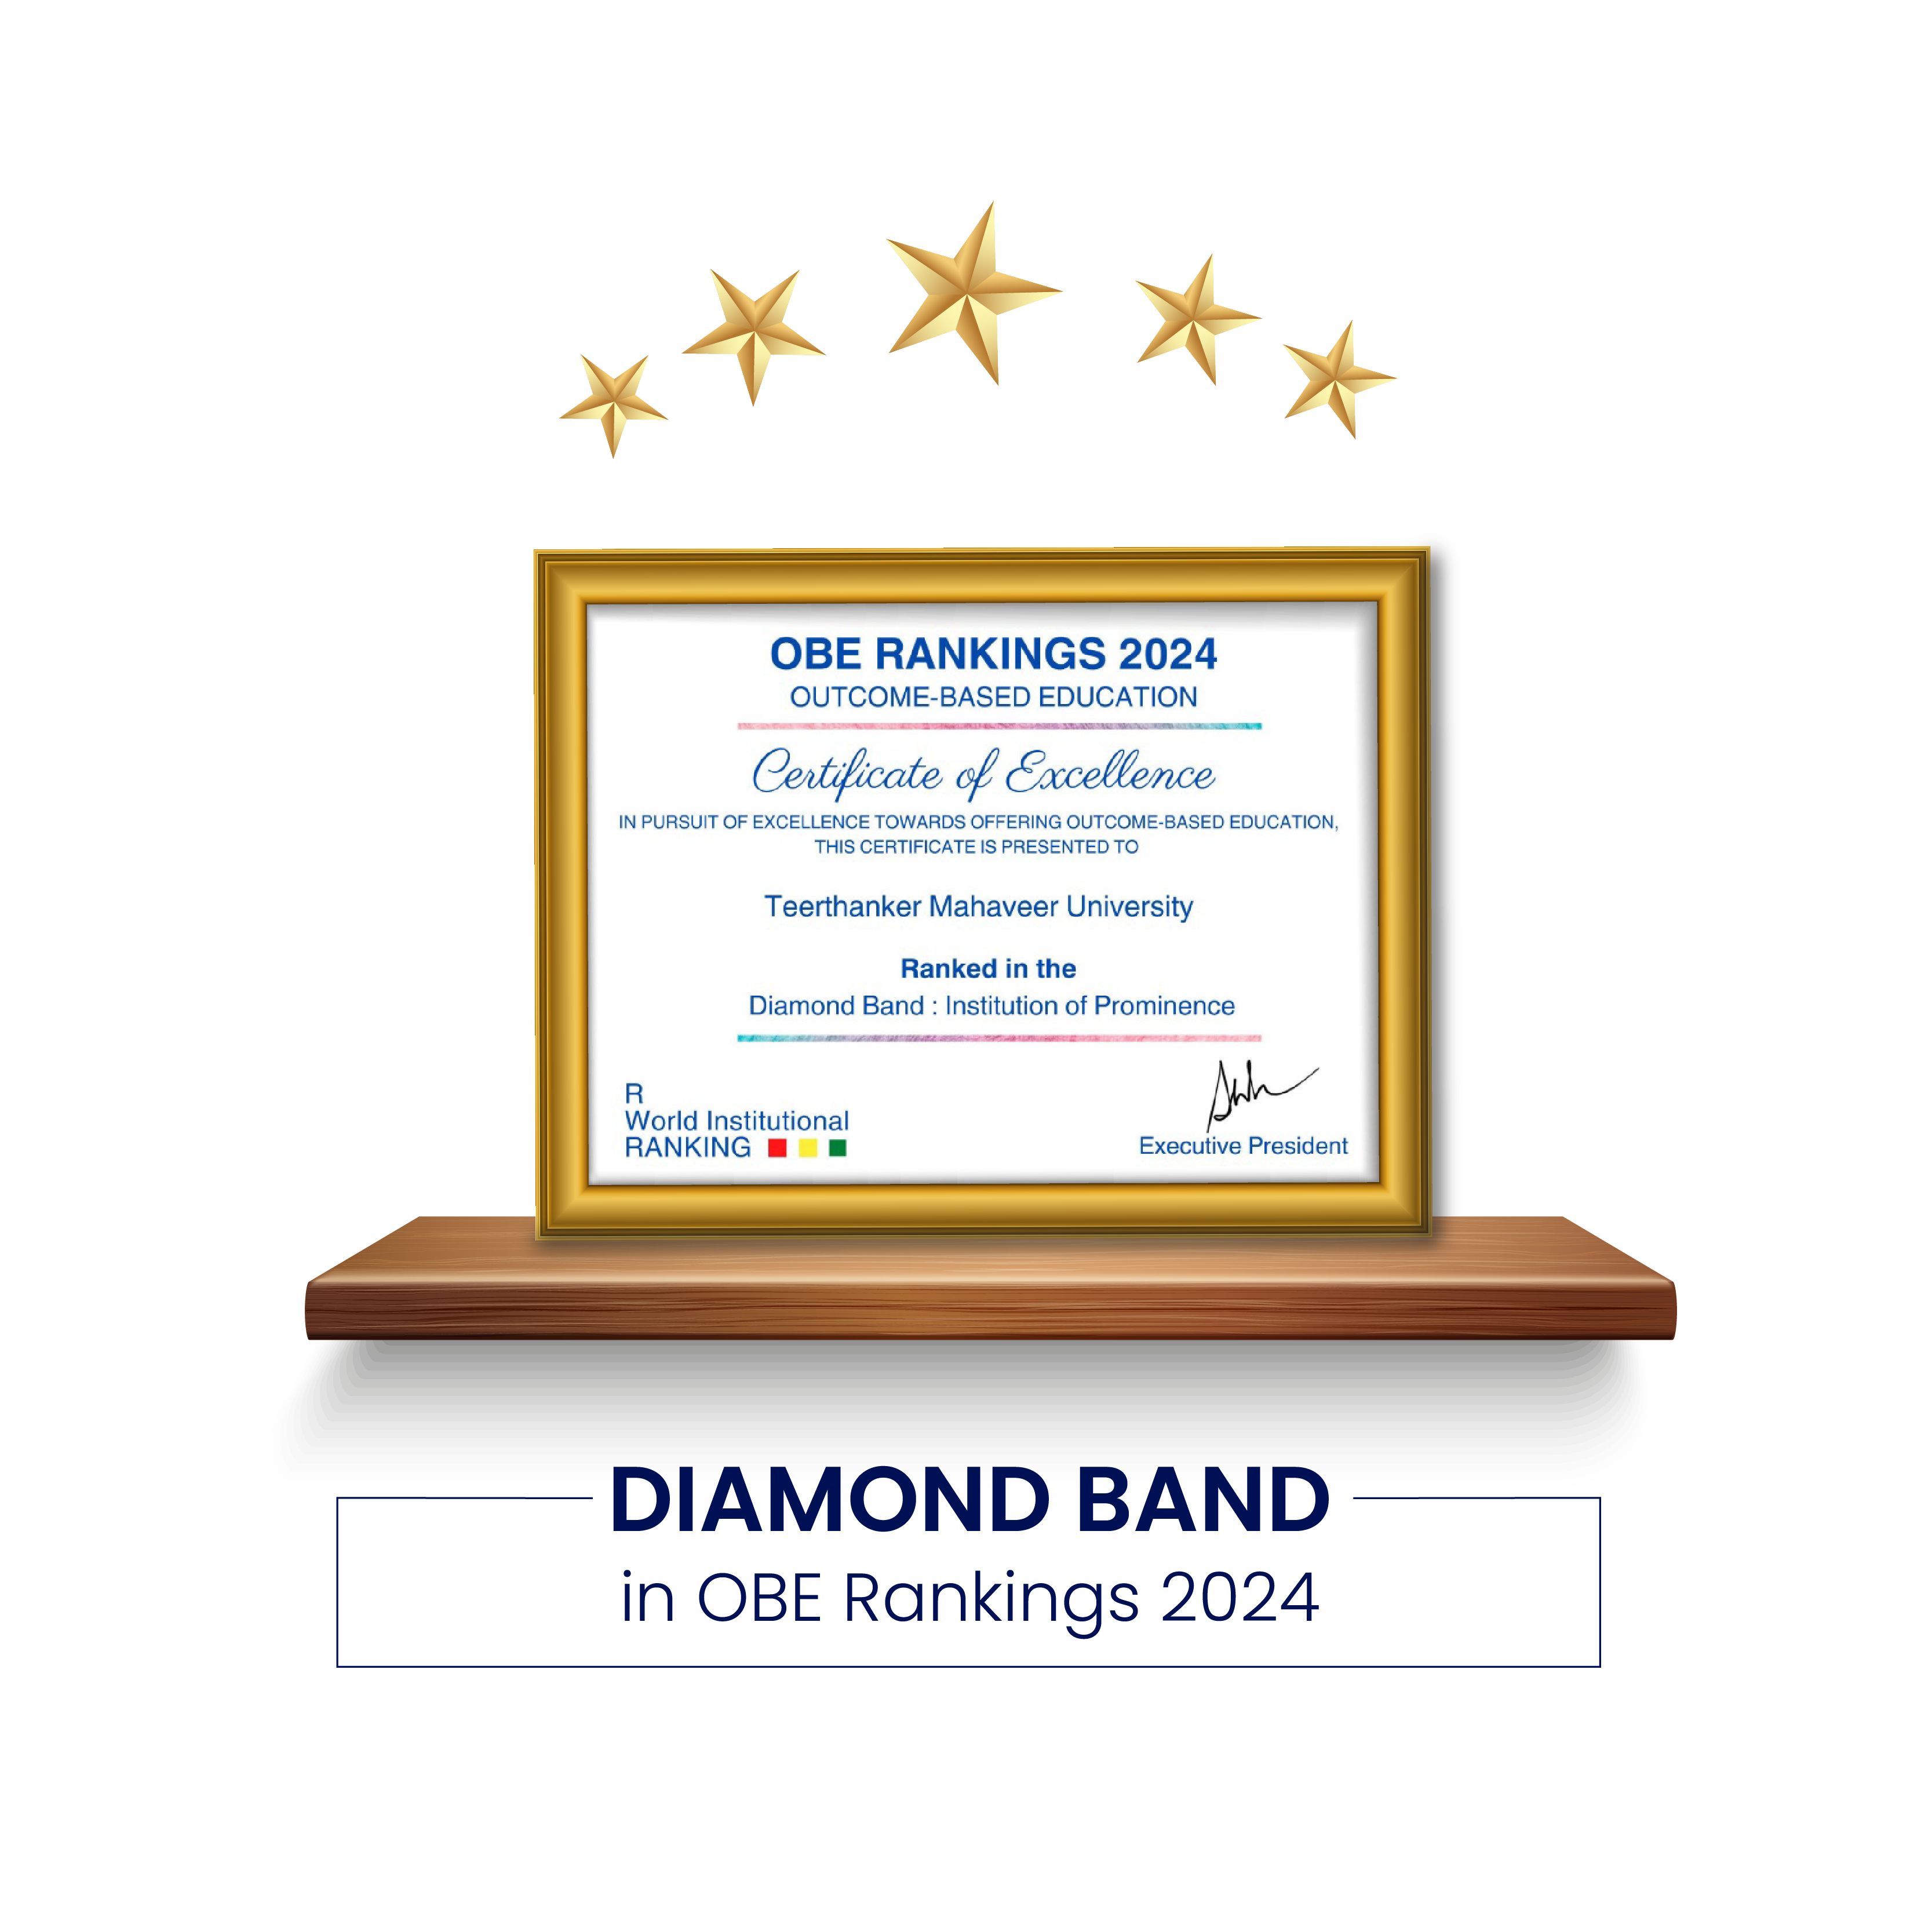 OBE RANKINGS 2024
OUTCOME-BASED EDUCATION
Certificate of Excellence
IN PURSUIT OF EXCELLENCE TOWARDS OFFERING OUTCOME-BASED EDUCATION,
THIS CERTIFICATE IS PRESENTED TO
Teerthanker Mahaveer University
Ranked in the
Diamond Band : Institution of Prominence
R
World Institutional
RANKING
Executive President
DIAMOND BAND
in OBE Rankings 2024